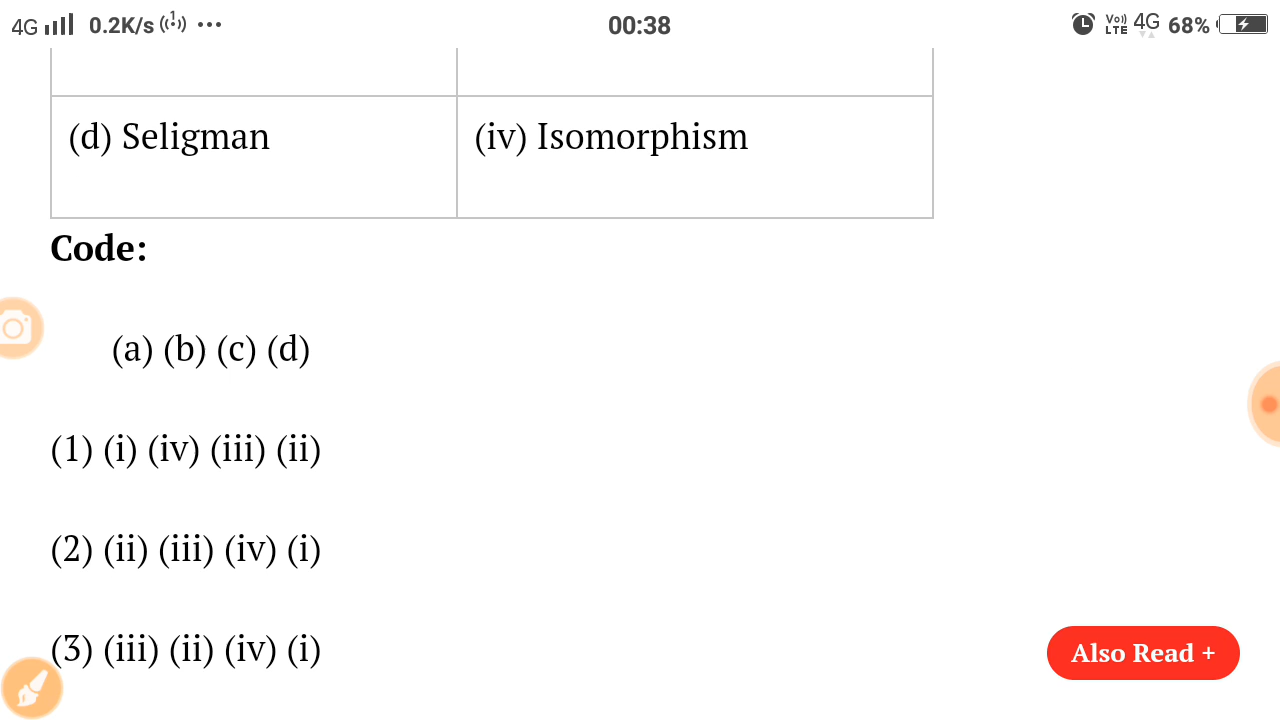 4G 0.2K/s ((1)) ... 00:38 Vo)) LTE 4G 68%
(d) Seligman (iv) Isomorphism
Code:
(a) (b) (c) (d)
(1) (i) (iv) (iii) (ii)
(2) (ii) (iii) (iv) (i)
(3) (iii) (ii) (iv) (i)
Also Read +